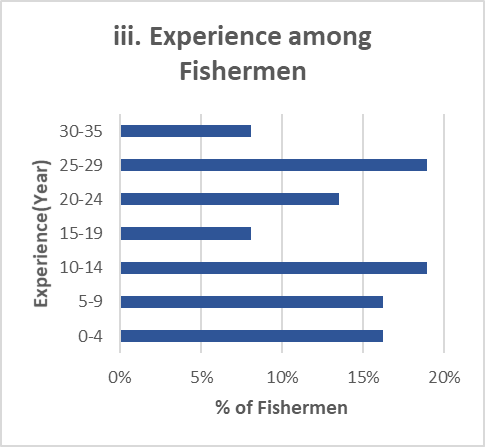 iii. Experience among
Fishermen
Experience(Year)
30-35
25-29
20-24
15-19
10-14
5-9
0-4
0% 5% 10% 15% 20%
% of Fishermen